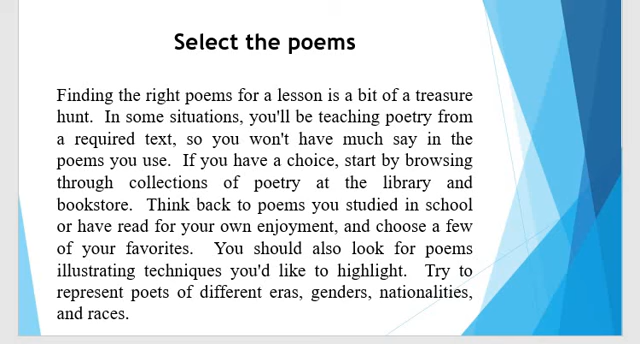 Select the poems
Finding the right poems for a lesson is a bit of a treasure
hunt.  In some situations, you'll be teaching poetry from
a required text, so you won't have much say in the
poems you use.  If you have a choice, start by browsing
through collections of poetry at the library and
bookstore.  Think back to poems you studied in school
or have read for your own enjoyment, and choose a few
of your favorites.  You should also look for poems
illustrating techniques you'd like to highlight.  Try to
represent poets of different eras, genders, nationalities,
and races.